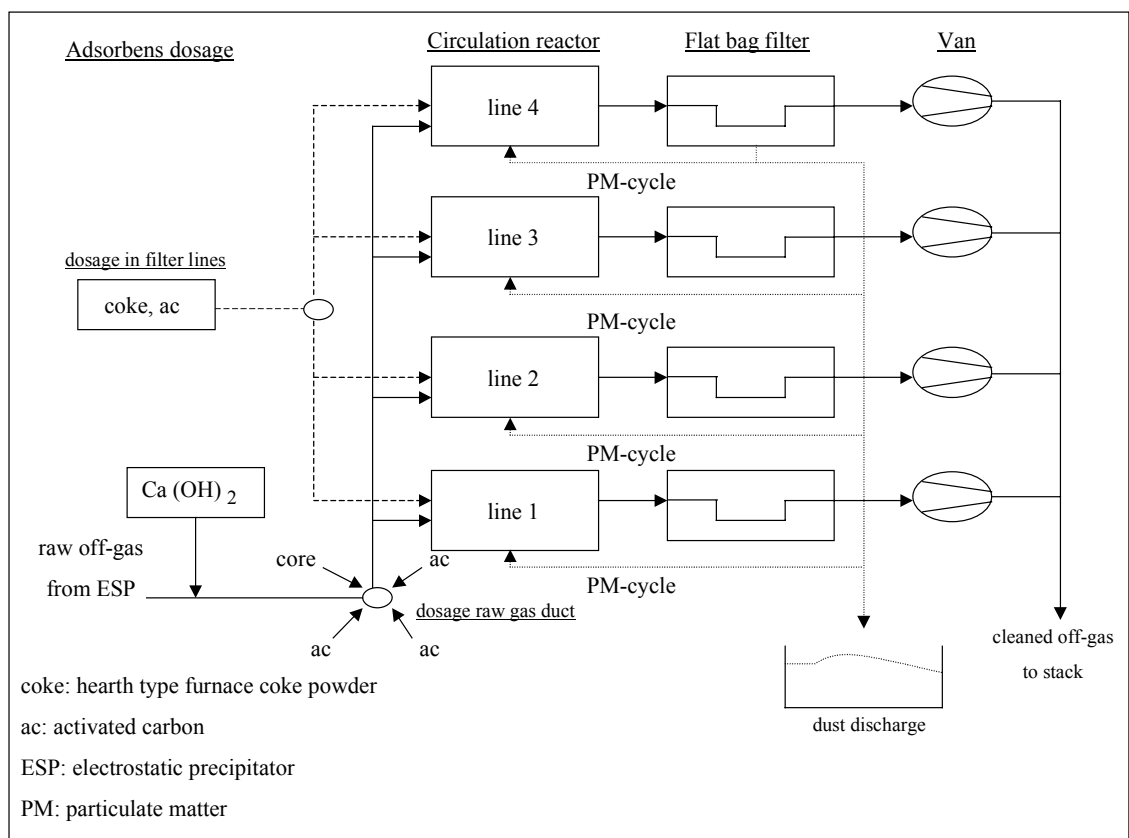 Adsorbens dosage
Circulation reactor
Flat bag filter
Van
line 4
PM-cycle
line 3
dosage in filter lines
coke, ac
PM-cycle
line 2
PM-cycle
Ca (OH) 2
line 1
raw off-gas
from ESP
core
ac
PM-cycle
dosage raw gas duct
ac
ac
cleaned off-gas
to stack
dust discharge
coke: hearth type furnace coke powder
ac: activated carbon
ESP: electrostatic precipitator
PM: particulate matter